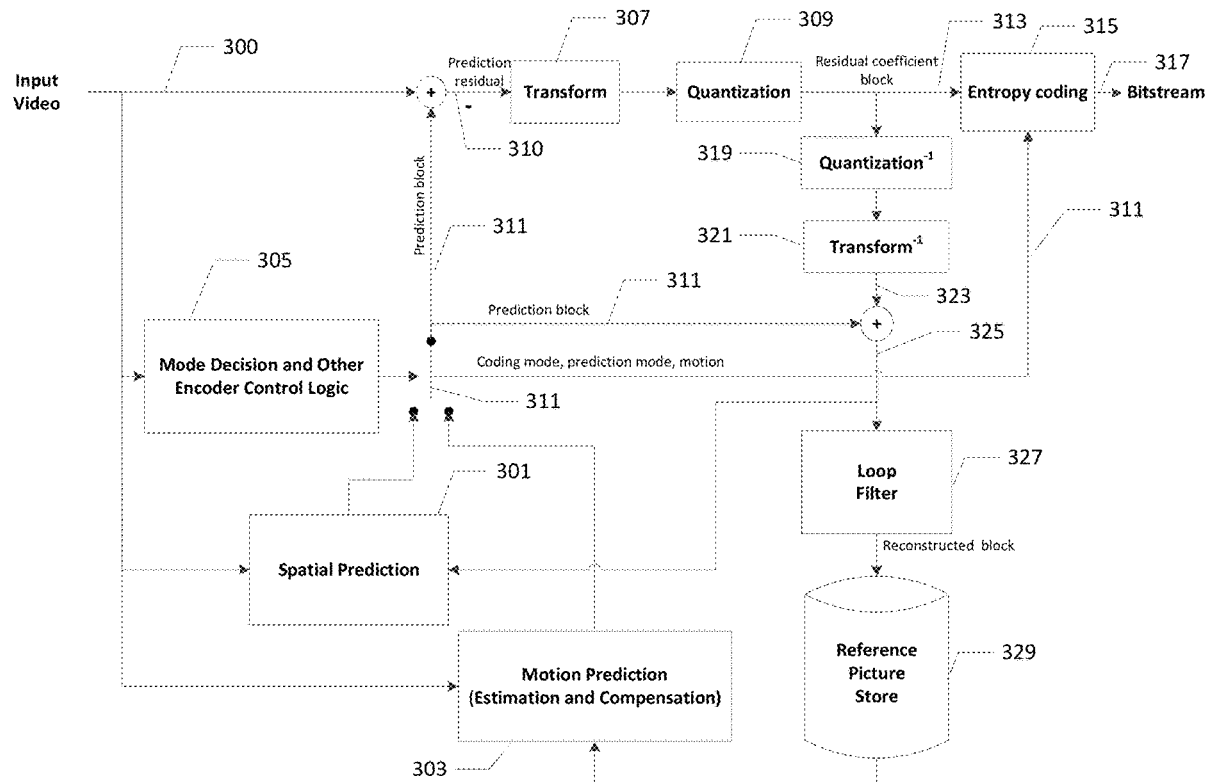 300
307
309
313
315
317
Input
Video
Prediction
residual
+
-
310
Transform
Quantization
Residual coefficient
block
Entropy coding
Bitstream
319
Quantization-1
Prediction block
311
321
Transform-1
311
305
323
Prediction block
311
+
325
Mode Decision and Other
Encoder Control Logic
Coding mode, prediction mode, motion
311
301
Loop
Filter
327
Reconstructed block
Spatial Prediction
Motion Prediction
(Estimation and Compensation)
Reference
Picture
Store
329
303